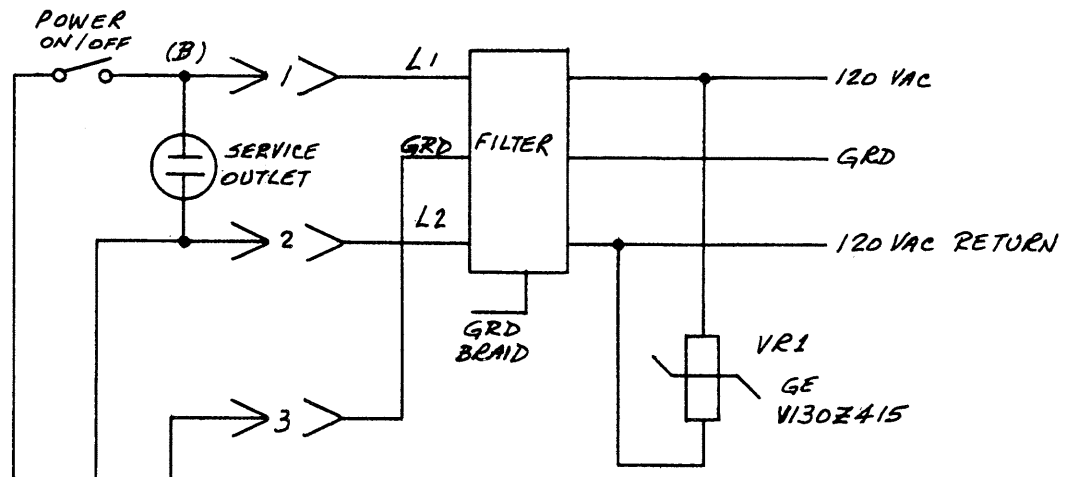 POWER
ON/OFF
(B)
1
L1
120 VAC
SERVICE
OUTLET
GRD
FILTER
GRD
2
L2
120 VAC RETURN
GRD
BRAID
VR1
GE
V130Z415
3